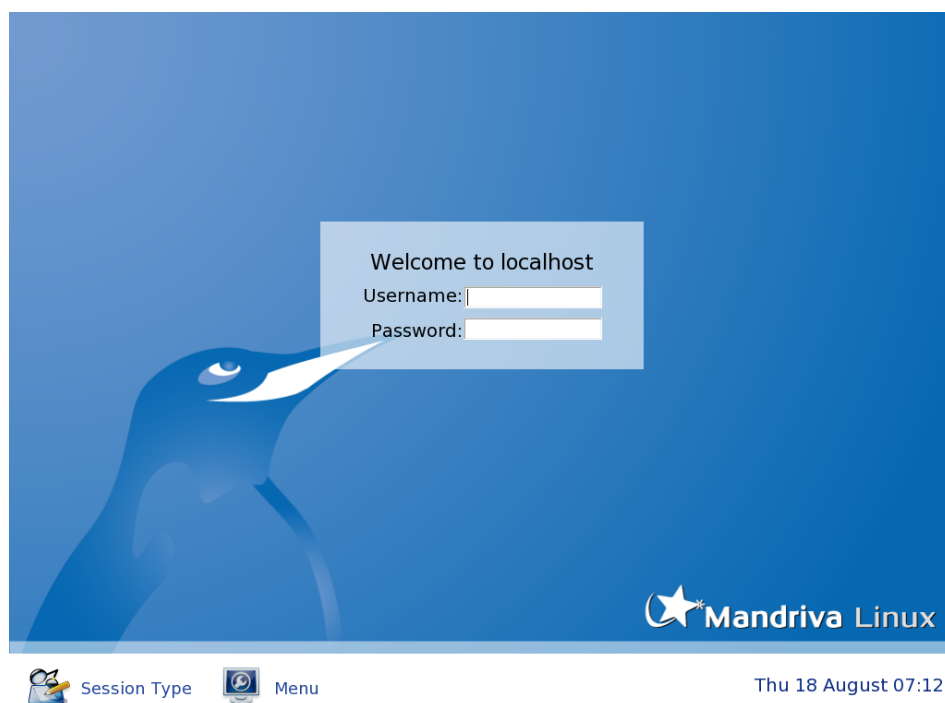 Welcome to localhost
Username:
Password:
Mandriva Linux
Session Type
Menu
Thu 18 August 07:12